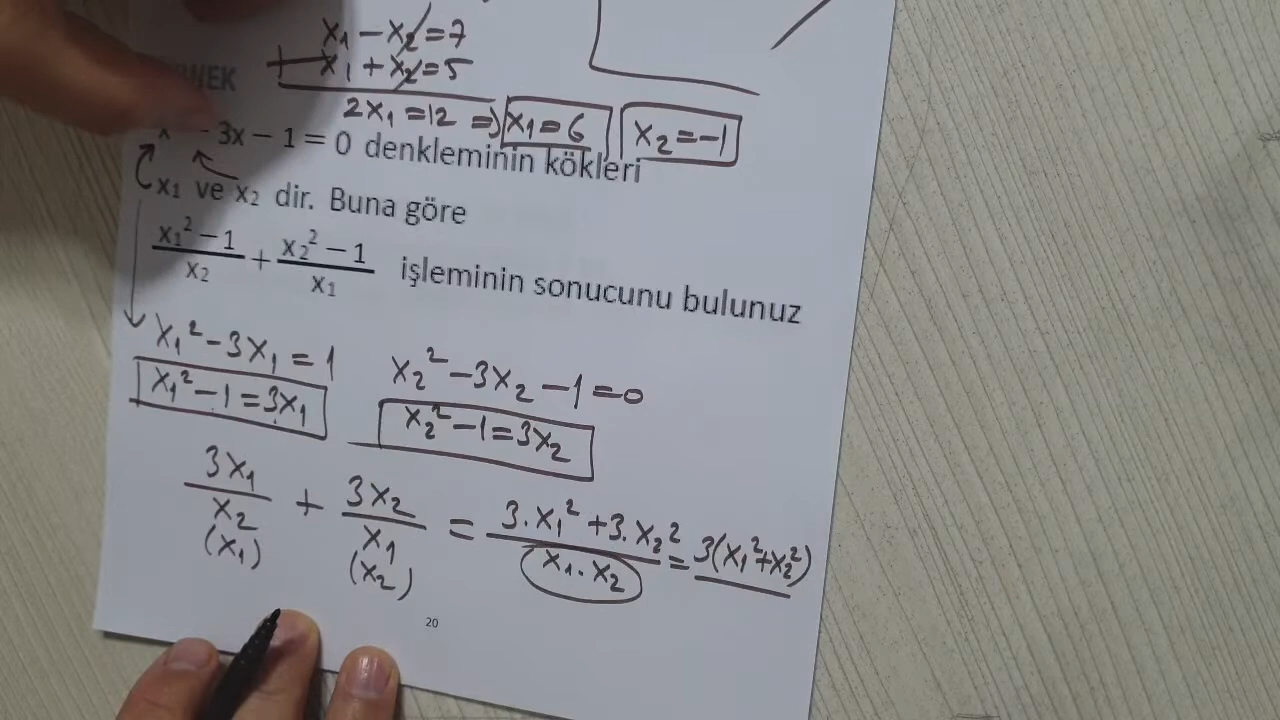 x₁ − x₂ = 7
+ x₁ + x₂ = 5
2x₁ = 12 ⇒ x₁ = 6 x₂ = −1
− 3x − 1 = 0 denkleminin kökleri
x₁ ve x₂ dir. Buna göre
(x₁² − 1)/x₂ + (x₂² − 1)/x₁ işleminin sonucunu bulunuz
x₁² − 3x₁ = 1 x₂² − 3x₂ − 1 = 0
x₁² − 1 = 3x₁ x₂² − 1 = 3x₂
3x₁/x₂ + 3x₂/x₁ = (3.x₁² + 3.x₂²)/(x₁.x₂) = 3(x₁² + x₂²)
(x₁) (x₂)
20